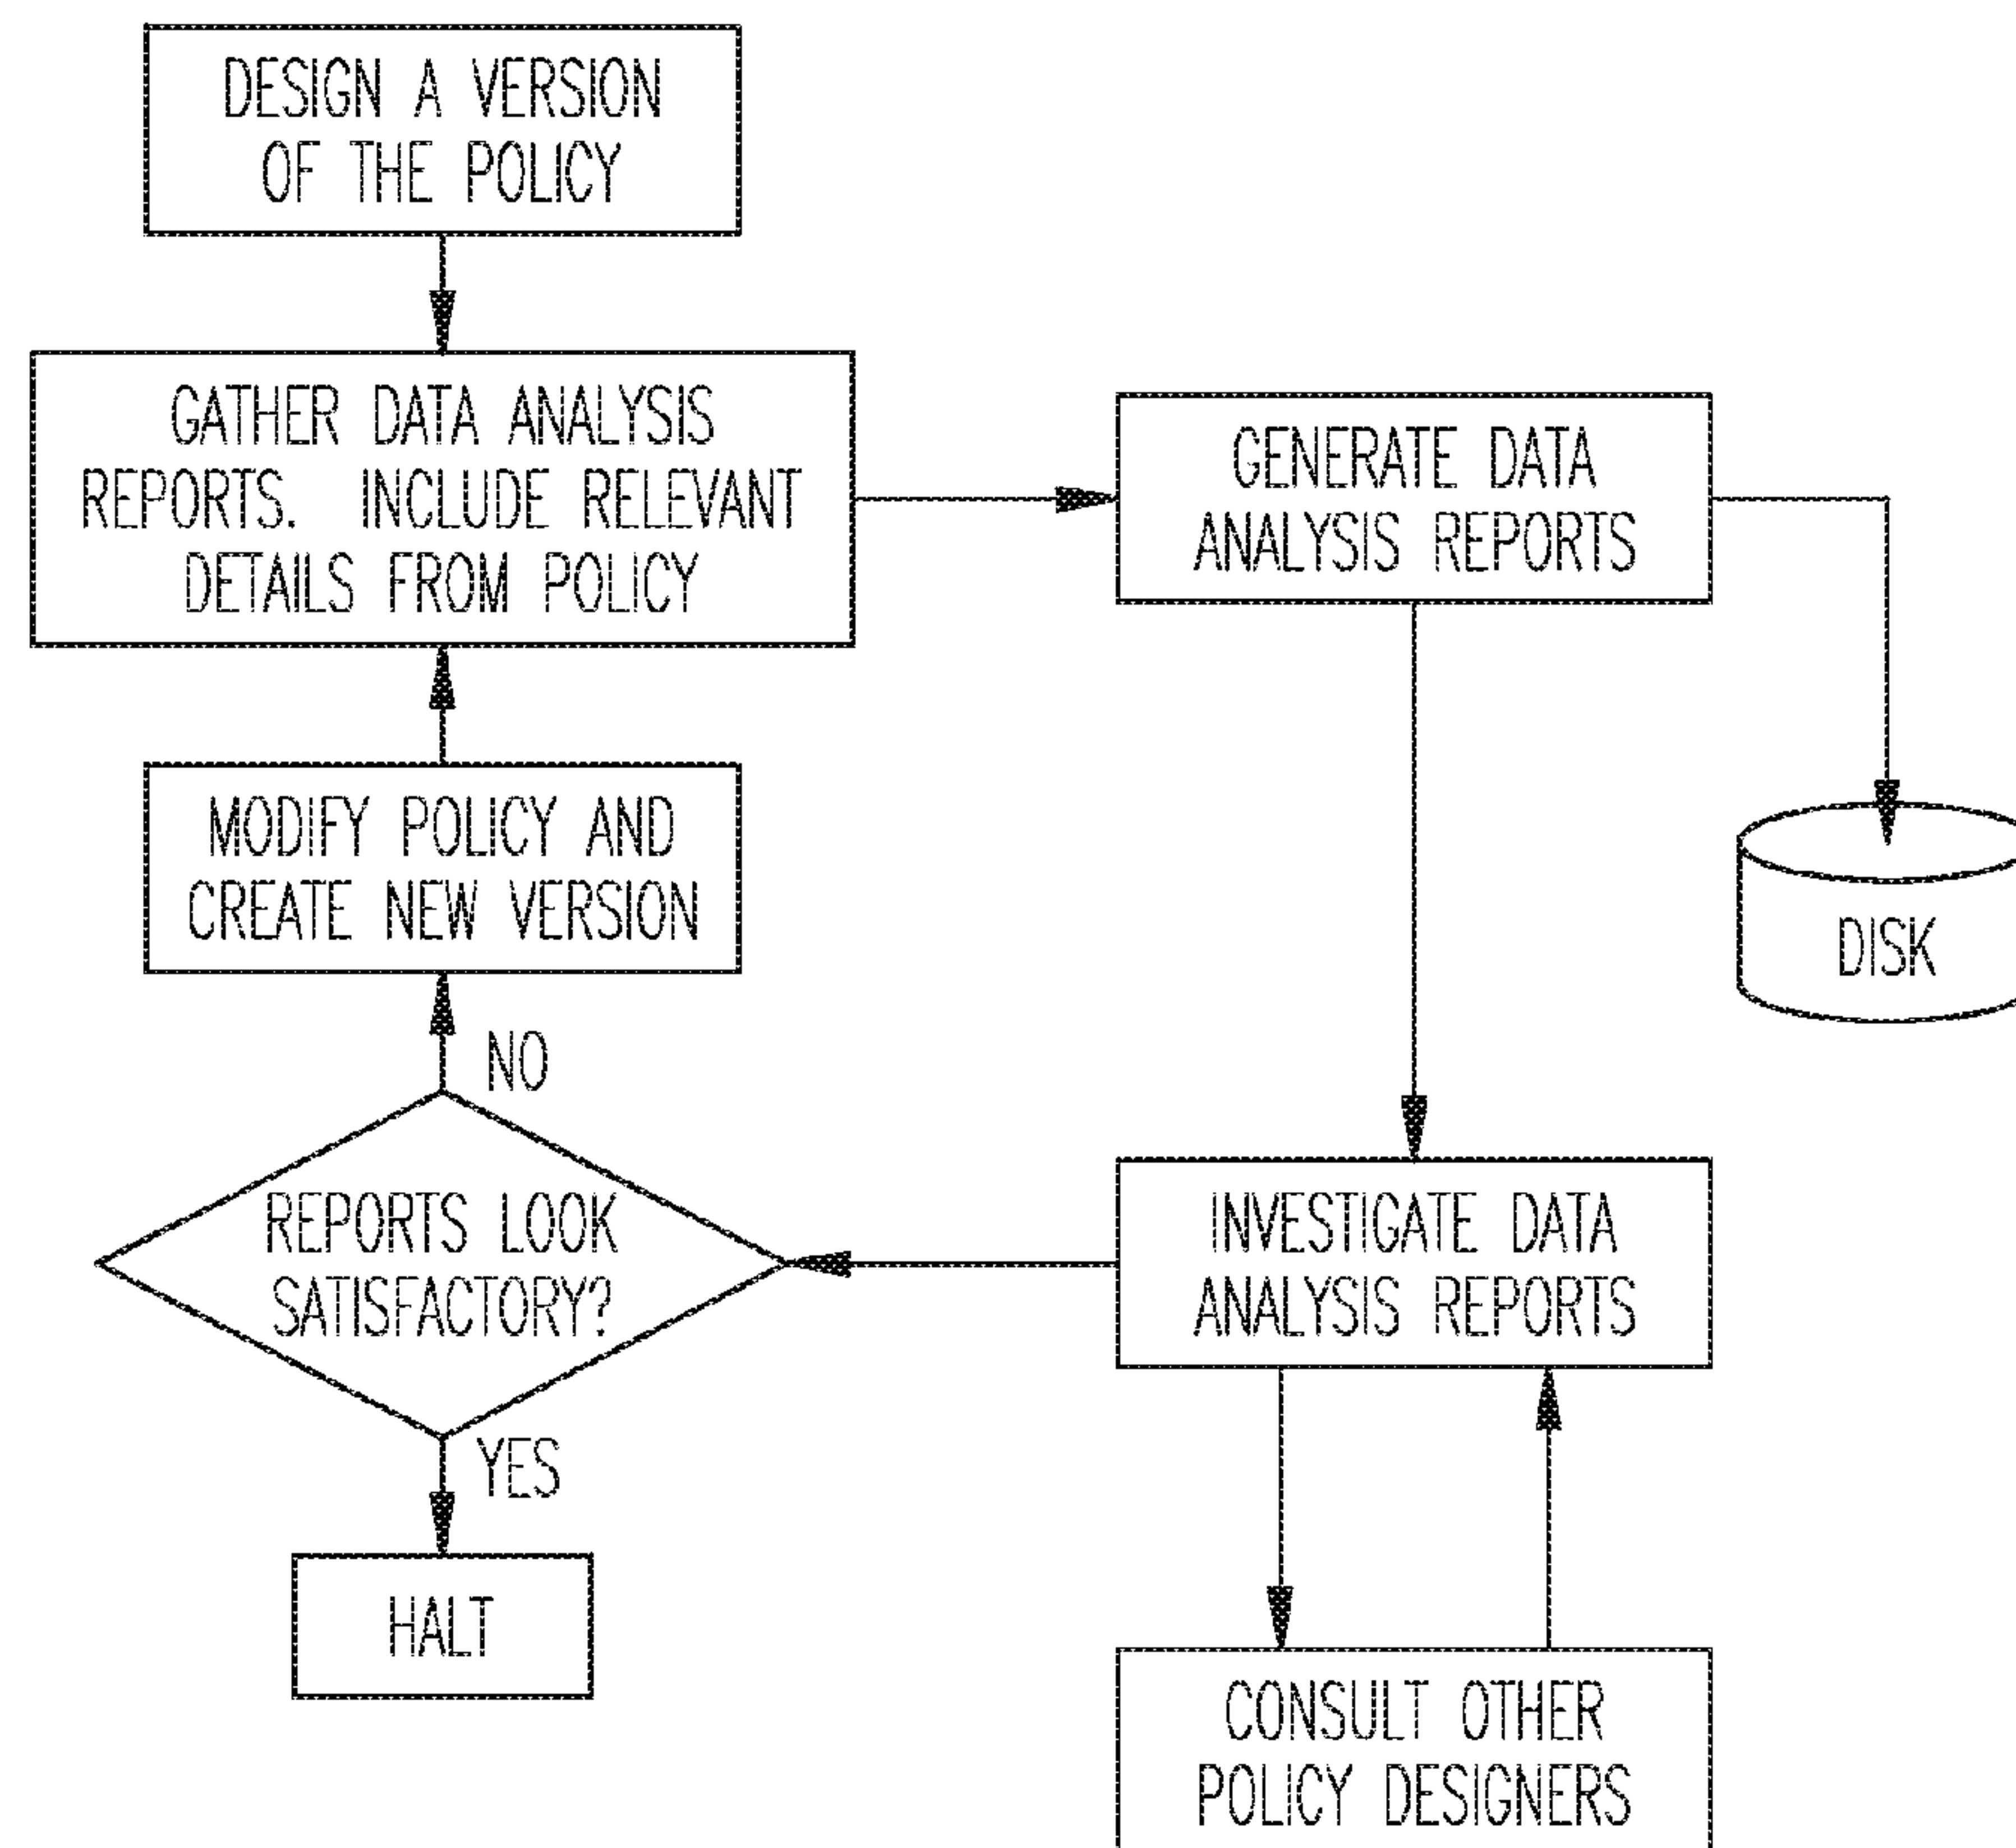 DESIGN A VERSION
OF THE POLICY
GATHER DATA ANALYSIS
REPORTS. INCLUDE RELEVANT
DETAILS FROM POLICY
GENERATE DATA
ANALYSIS REPORTS
MODIFY POLICY AND
CREATE NEW VERSION
DISK
NO
REPORTS LOOK
SATISFACTORY?
INVESTIGATE DATA
ANALYSIS REPORTS
YES
HALT
CONSULT OTHER
POLICY DESIGNERS